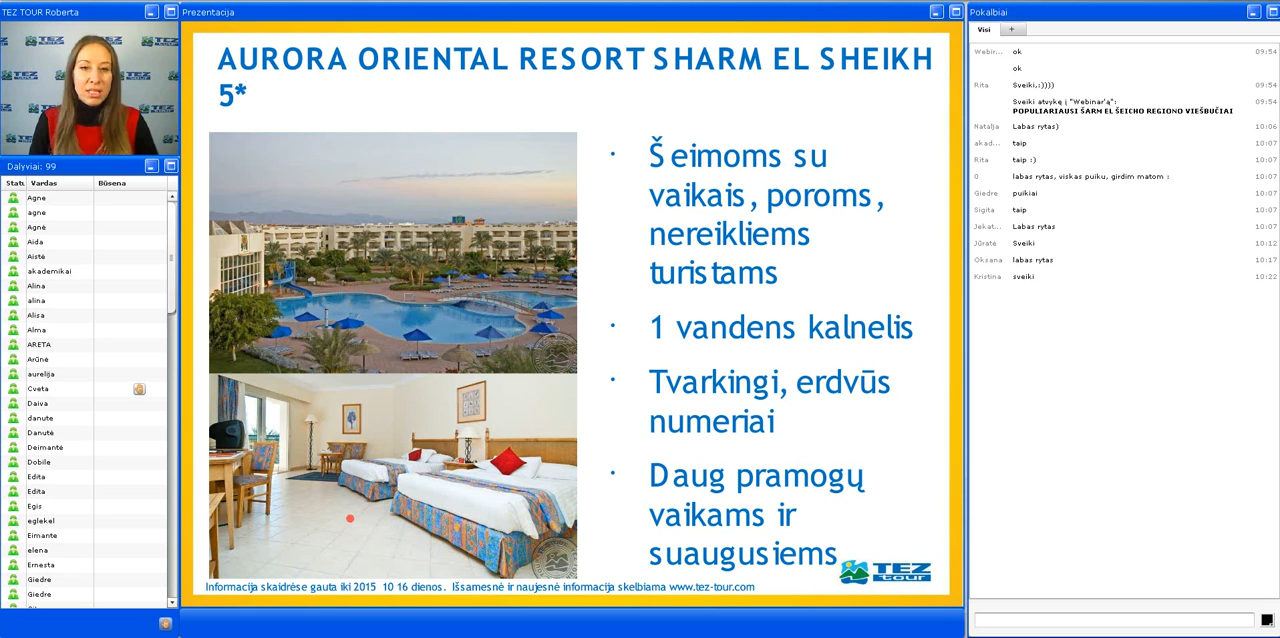 TEZ TOUR Roberta
TEZ TOUR
Dalyviai: 99
Vardas Būsena
Agne
agne
Agnė
Aida
Aistė
akademikai
Alina
alina
Alisa
Alma
ARETA
Arūnė
aurelija
Cveta
Daiva
danute
Danutė
Deimantė
Dobile
Edita
Edita
Egis
eglekel
Eimante
elena
Ernesta
Giedre
Giedre
Prezentacija
AURORA ORIENTAL RESORT SHARM EL SHEIKH
5*
· Šeimoms su
vaikais, poroms,
nereikliems
turistams
· 1 vandens kalnelis
· Tvarkingi, erdvūs
numeriai
· Daug pramogų
vaikams ir
suaugusiems
TEZ
tour
Informacija skaidrėse gauta iki 2015 10 16 dienos. Išsamesnė ir naujesnė informacija skelbiama www.tez-tour.com
Pokalbiai
Visi +
Webir... ok 09:54
ok
Rita Sveiki,:)))) 09:54
Sveiki atvykę į "Webinar'ą": 09:54
POPULIARIAUSI ŠARM EL ŠEICHO REGIONO VIEŠBUČIAI
Natalja Labas rytas) 10:06
akad... taip 10:07
Rita taip :) 10:07
0 labas rytas, viskas puiku, girdim matom : 10:07
Giedre puikiai 10:07
Sigita taip 10:07
Jekat... Labas rytas 10:07
Jūratė Sveiki 10:12
Oksana labas rytas 10:17
Kristina sveiki 10:22